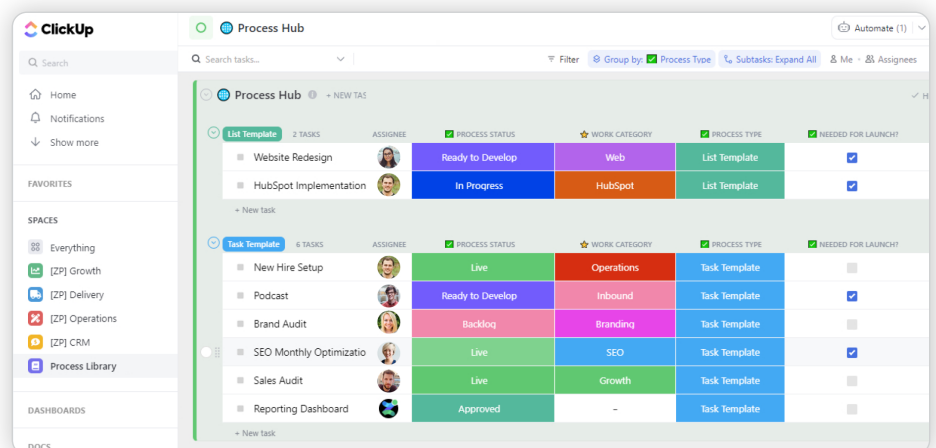 ClickUp
Process Hub
Automate (1)
Search
Search tasks...
Filter
Group by: Process Type
Subtasks: Expand All
Me
Assignees
Home
Notifications
Show more
FAVORITES
SPACES
Everything
[ZP] Growth
[ZP] Delivery
[ZP] Operations
[ZP] CRM
Process Library
DASHBOARDS
DOCS
Process Hub + NEW TAS
List Template 2 TASKS ASSIGNEE PROCESS STATUS WORK CATEGORY PROCESS TYPE NEEDED FOR LAUNCH?
Website Redesign Ready to Develop Web List Template
HubSpot Implementation In Progress HubSpot List Template
+ New task
Task Template 6 TASKS ASSIGNEE PROCESS STATUS WORK CATEGORY PROCESS TYPE NEEDED FOR LAUNCH?
New Hire Setup Live Operations Task Template
Podcast Ready to Develop Inbound Task Template
Brand Audit Backlog Branding Task Template
SEO Monthly Optimizatio Live SEO Task Template
Sales Audit Live Growth Task Template
Reporting Dashboard Approved – Task Template
+ New task